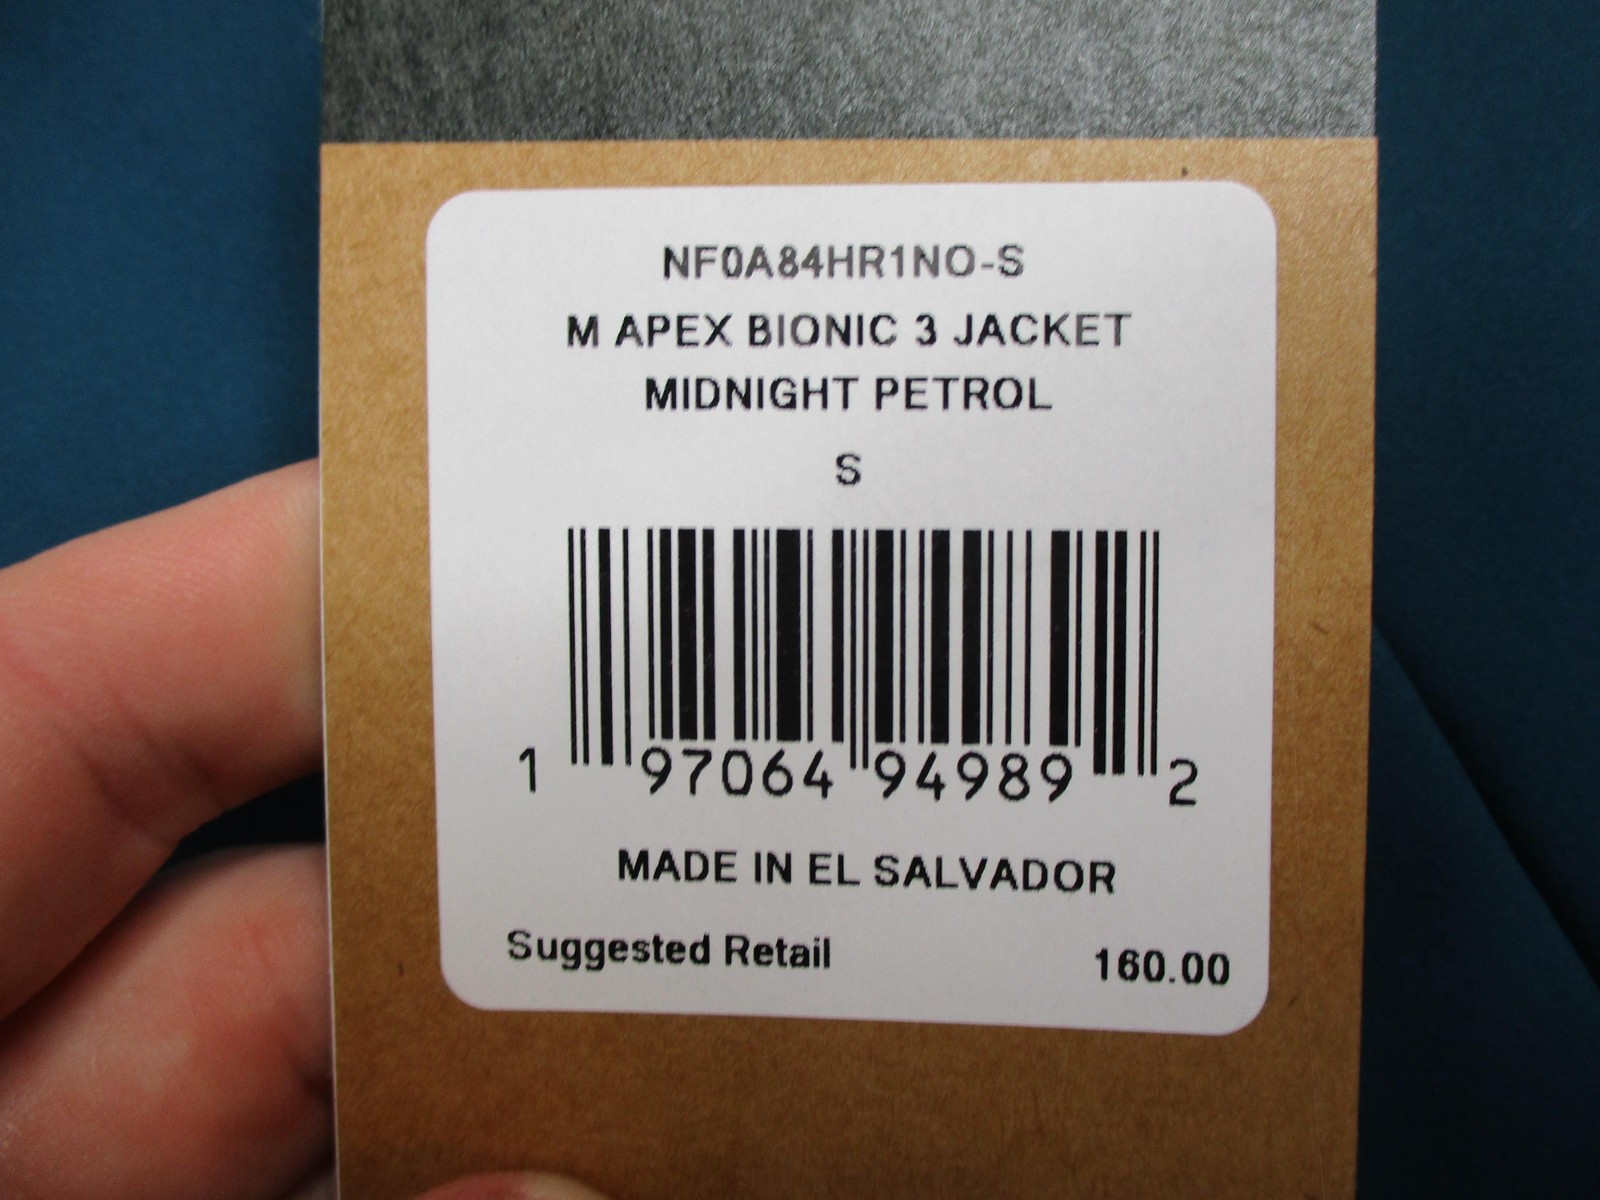 NF0A84HR1NO-S
M APEX BIONIC 3 JACKET
MIDNIGHT PETROL
S
1 97064 94989 2
MADE IN EL SALVADOR
Suggested Retail 160.00